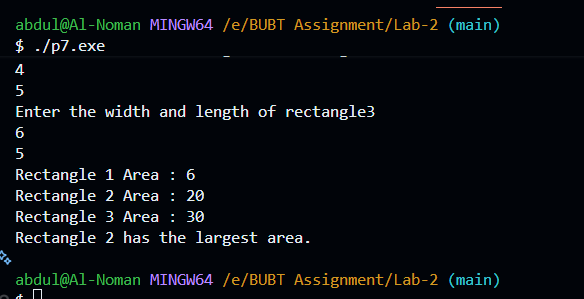 abdul@Al-Noman MINGW64 /e/BUBT Assignment/Lab-2 (main)
$ ./p7.exe
4
5
Enter the width and length of rectangle3
6
5
Rectangle 1 Area : 6
Rectangle 2 Area : 20
Rectangle 3 Area : 30
Rectangle 2 has the largest area.
abdul@Al-Noman MINGW64 /e/BUBT Assignment/Lab-2 (main)
$